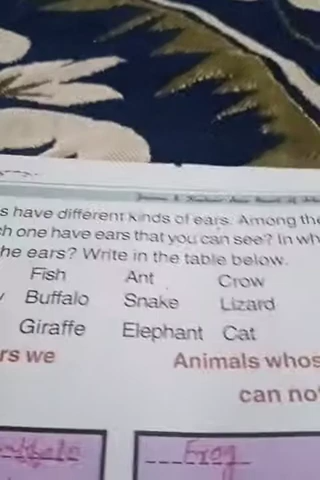 s have different kinds of ears. Among the
ch one have ears that you can see? In wh
he ears? Write in the table below.
Fish Ant Crow
Buffalo Snake Lizard
Giraffe Elephant Cat
rs we Animals whos
can no
Frog